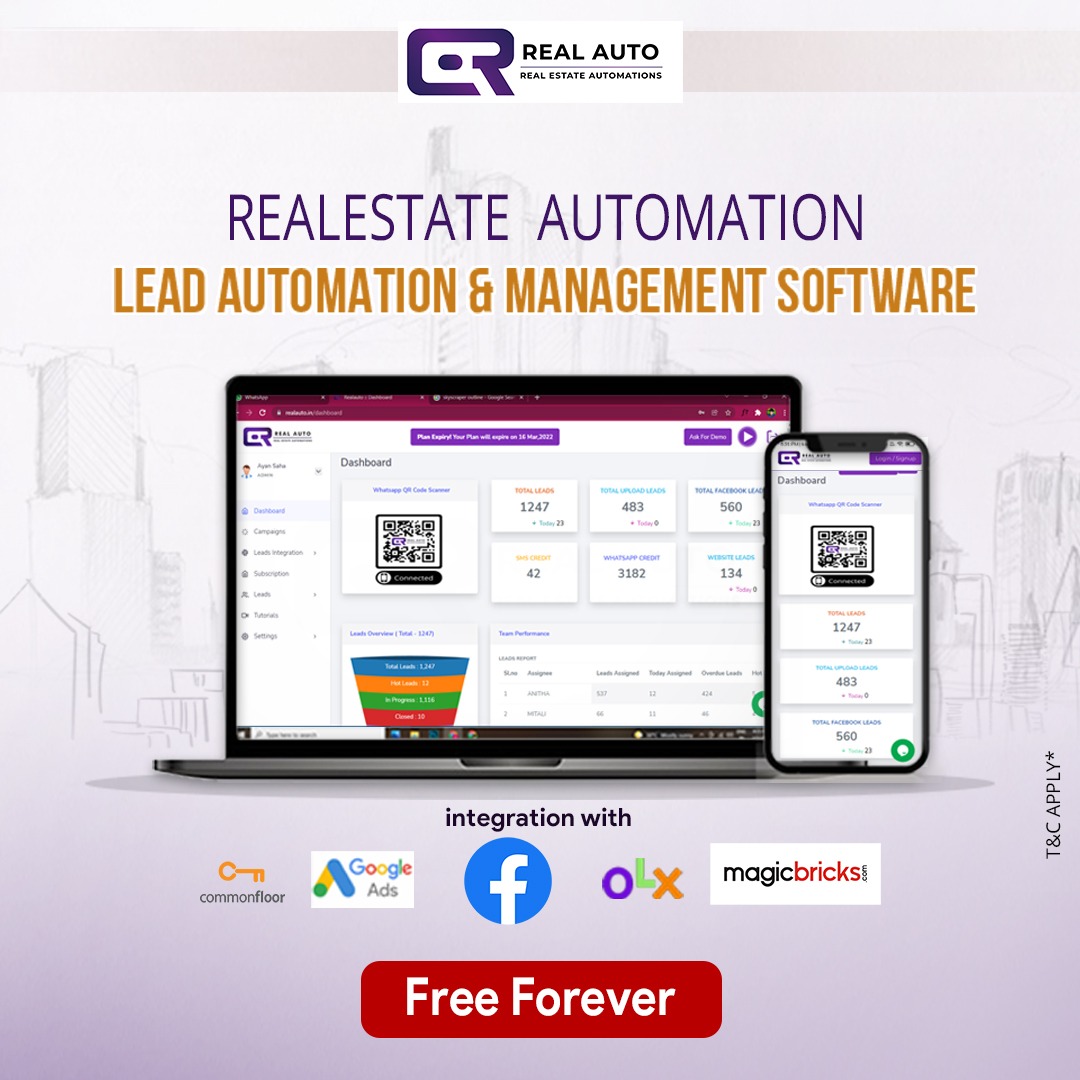 REAL AUTO
REAL ESTATE AUTOMATIONS
REALESTATE AUTOMATION
LEAD AUTOMATION & MANAGEMENT SOFTWARE
WhatsApp
Realauto :: Dashboard
skyscraper outline - Google Sea
realauto.in/dashboard
REAL AUTO
Plan Expiry! Your Plan will expire on 16 Mar,2022
Ask For Demo
Ayan Saha
ADMIN
Dashboard
Campaigns
Leads Integration
Subscription
Leads
Tutorials
Settings
Dashboard
Whatsapp QR Code Scanner
Connected
TOTAL LEADS
1247
+ Today 23
TOTAL UPLOAD LEADS
483
+ Today 0
TOTAL FACEBOOK LEAD
560
+ Today 23
SMS CREDIT
42
WHATSAPP CREDIT
3182
WEBSITE LEADS
134
+ Today 0
Leads Overview ( Total - 1247)
Total Leads : 1,247
Hot Leads : 12
In Progress : 1,116
Closed : 10
Team Performance
LEADS REPORT
Sl.no Assignee Leads Assigned Today Assigned Overdue Leads Hot
1 ANITHA 537 12 424
2 MITALI 66 11 46
Type here to search
REAL AUTO
Login / Signup
Dashboard
Whatsapp QR Code Scanner
Connected
TOTAL LEADS
1247
+ Today 23
TOTAL UPLOAD LEADS
483
+ Today 0
TOTAL FACEBOOK LEADS
560
+ Today 23
T&C APPLY*
integration with
commonfloor
Google
Ads
f
OLX
magicbricks.com
Free Forever